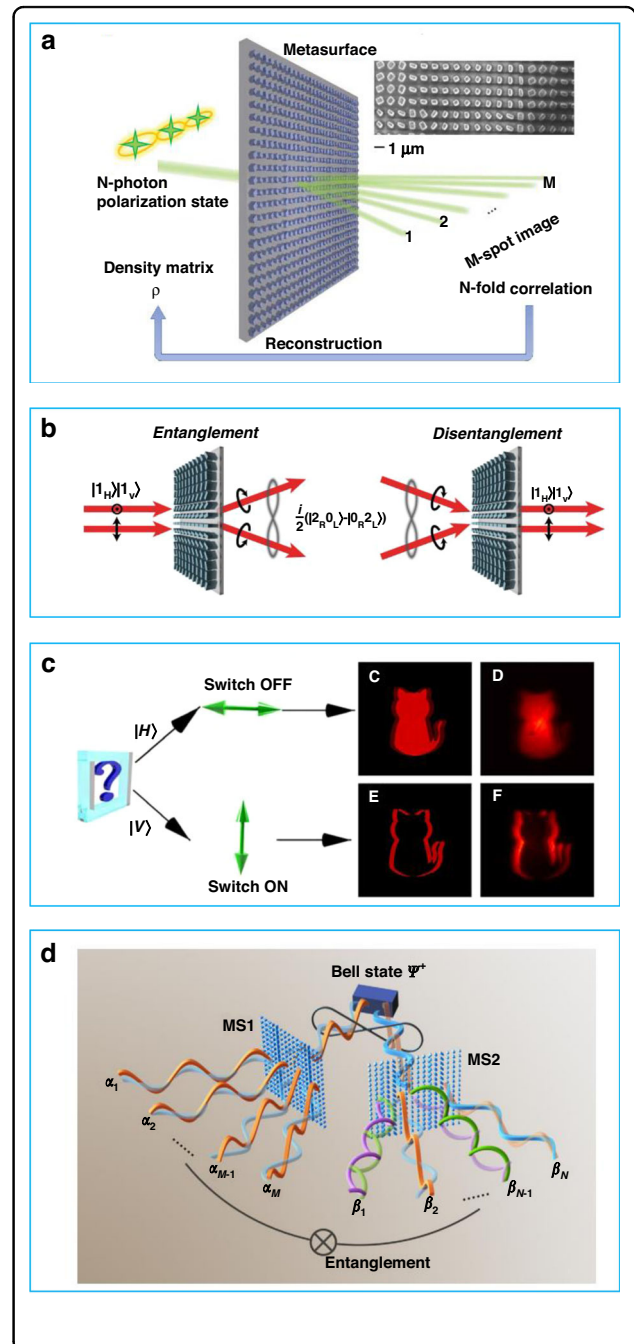 a
Metasurface
1 μm
N-photon
polarization state
M
1
2
...
M-spot image
Density matrix
ρ
N-fold correlation
Reconstruction
b
Entanglement
Disentanglement
|1H⟩|1v⟩
i/2(|2R0L⟩-|0R2L⟩)
|1H⟩|1v⟩
c
Switch OFF
|H⟩
?
|V⟩
Switch ON
C
D
E
F
d
Bell state Ψ+
MS1
MS2
α1
α2
......
αM-1
αM
β1
β2
......
βN-1
βN
Entanglement